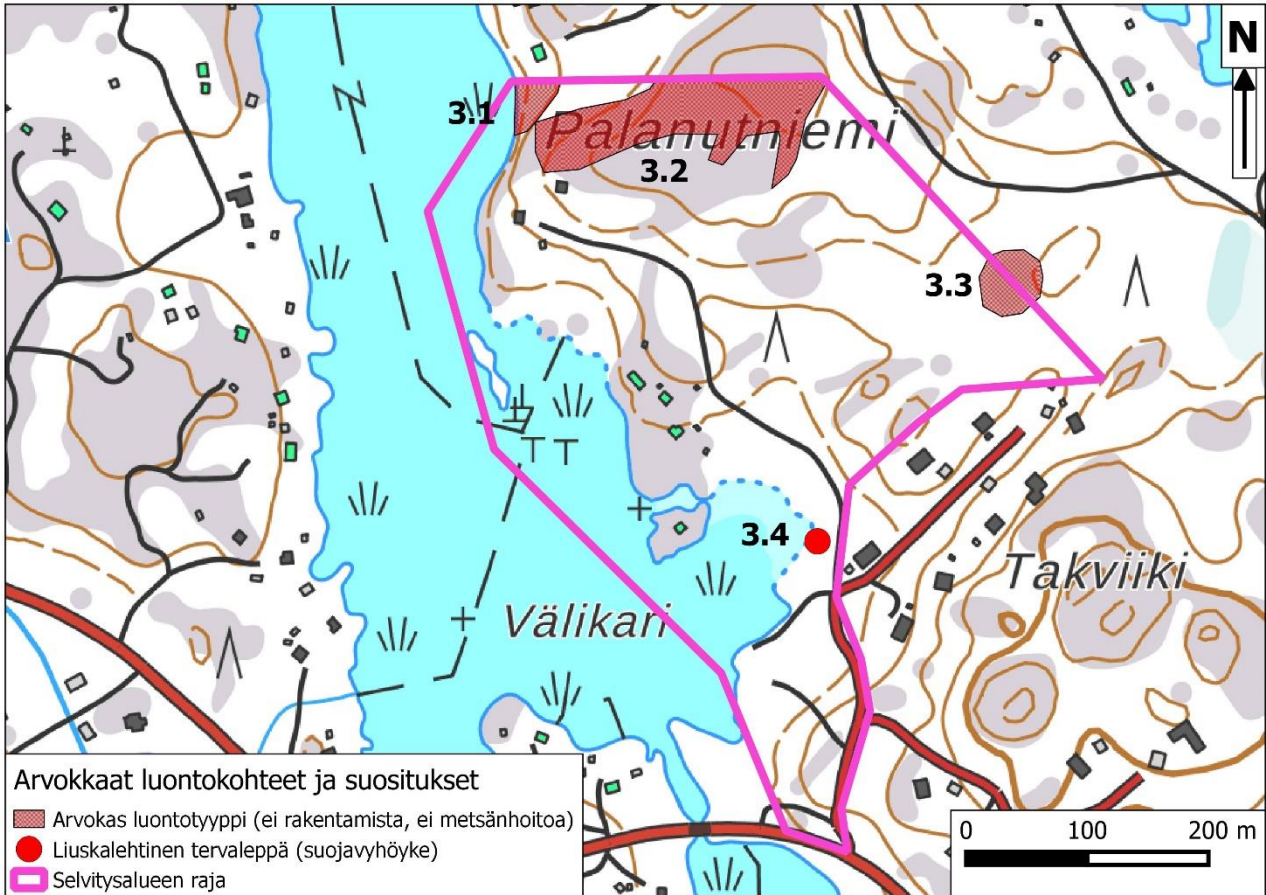 N
3.1
Palanutniemi
3.2
3.3
3.4
Takviiki
Välikari
Arvokkaat luontokohteet ja suositukset
Arvokas luontotyyppi (ei rakentamista, ei metsänhoitoa)
Liuskalehtinen tervaleppä (suojavyhöyke)
Selvitysalueen raja
0 100 200 m